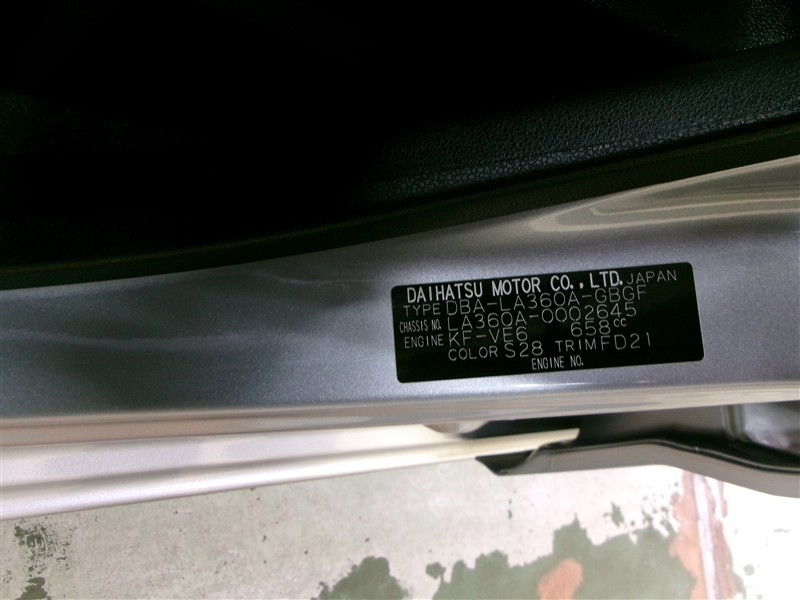 DAIHATSU MOTOR CO., LTD. JAPAN
TYPE DBA-LA360A-GBGF
CHASSIS NO. LA360A-0002645
ENGINE KF-VE6 658cc
COLOR S28 TRIM FD21
ENGINE NO.